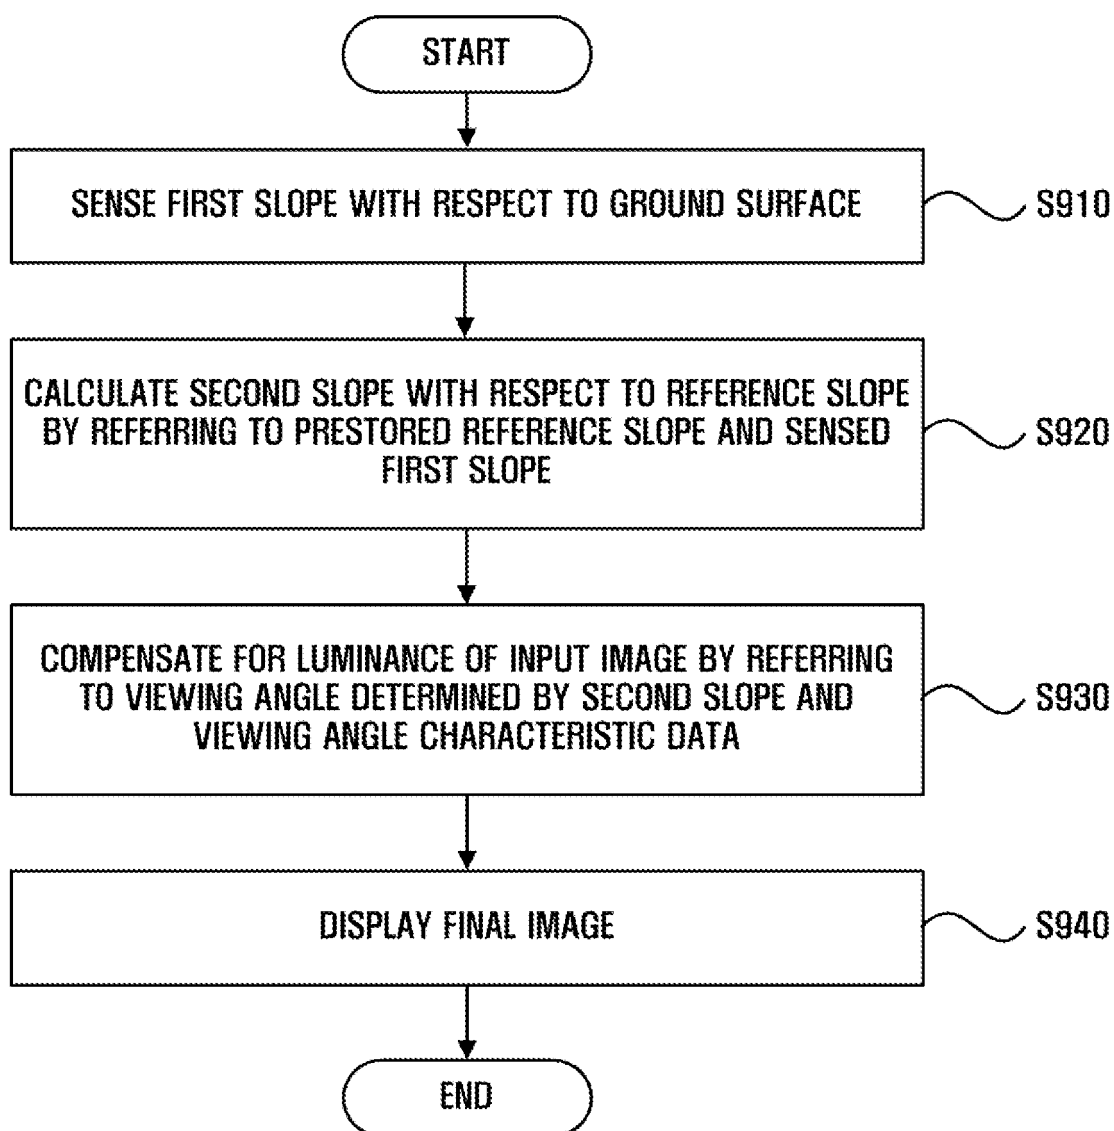 START
SENSE FIRST SLOPE WITH RESPECT TO GROUND SURFACE
S910
CALCULATE SECOND SLOPE WITH RESPECT TO REFERENCE SLOPE
BY REFERRING TO PRESTORED REFERENCE SLOPE AND SENSED
FIRST SLOPE
S920
COMPENSATE FOR LUMINANCE OF INPUT IMAGE BY REFERRING
TO VIEWING ANGLE DETERMINED BY SECOND SLOPE AND
VIEWING ANGLE CHARACTERISTIC DATA
S930
DISPLAY FINAL IMAGE
S940
END